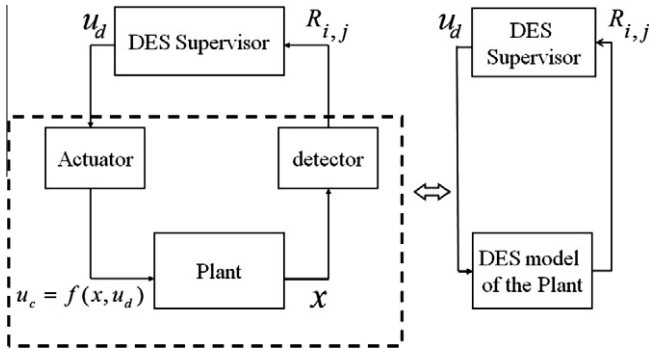 u_d
R_{i,j}
DES Supervisor
Actuator
detector
Plant
u_c = f(x,u_d)
x
u_d
R_{i,j}
DES
Supervisor
DES model
of the Plant